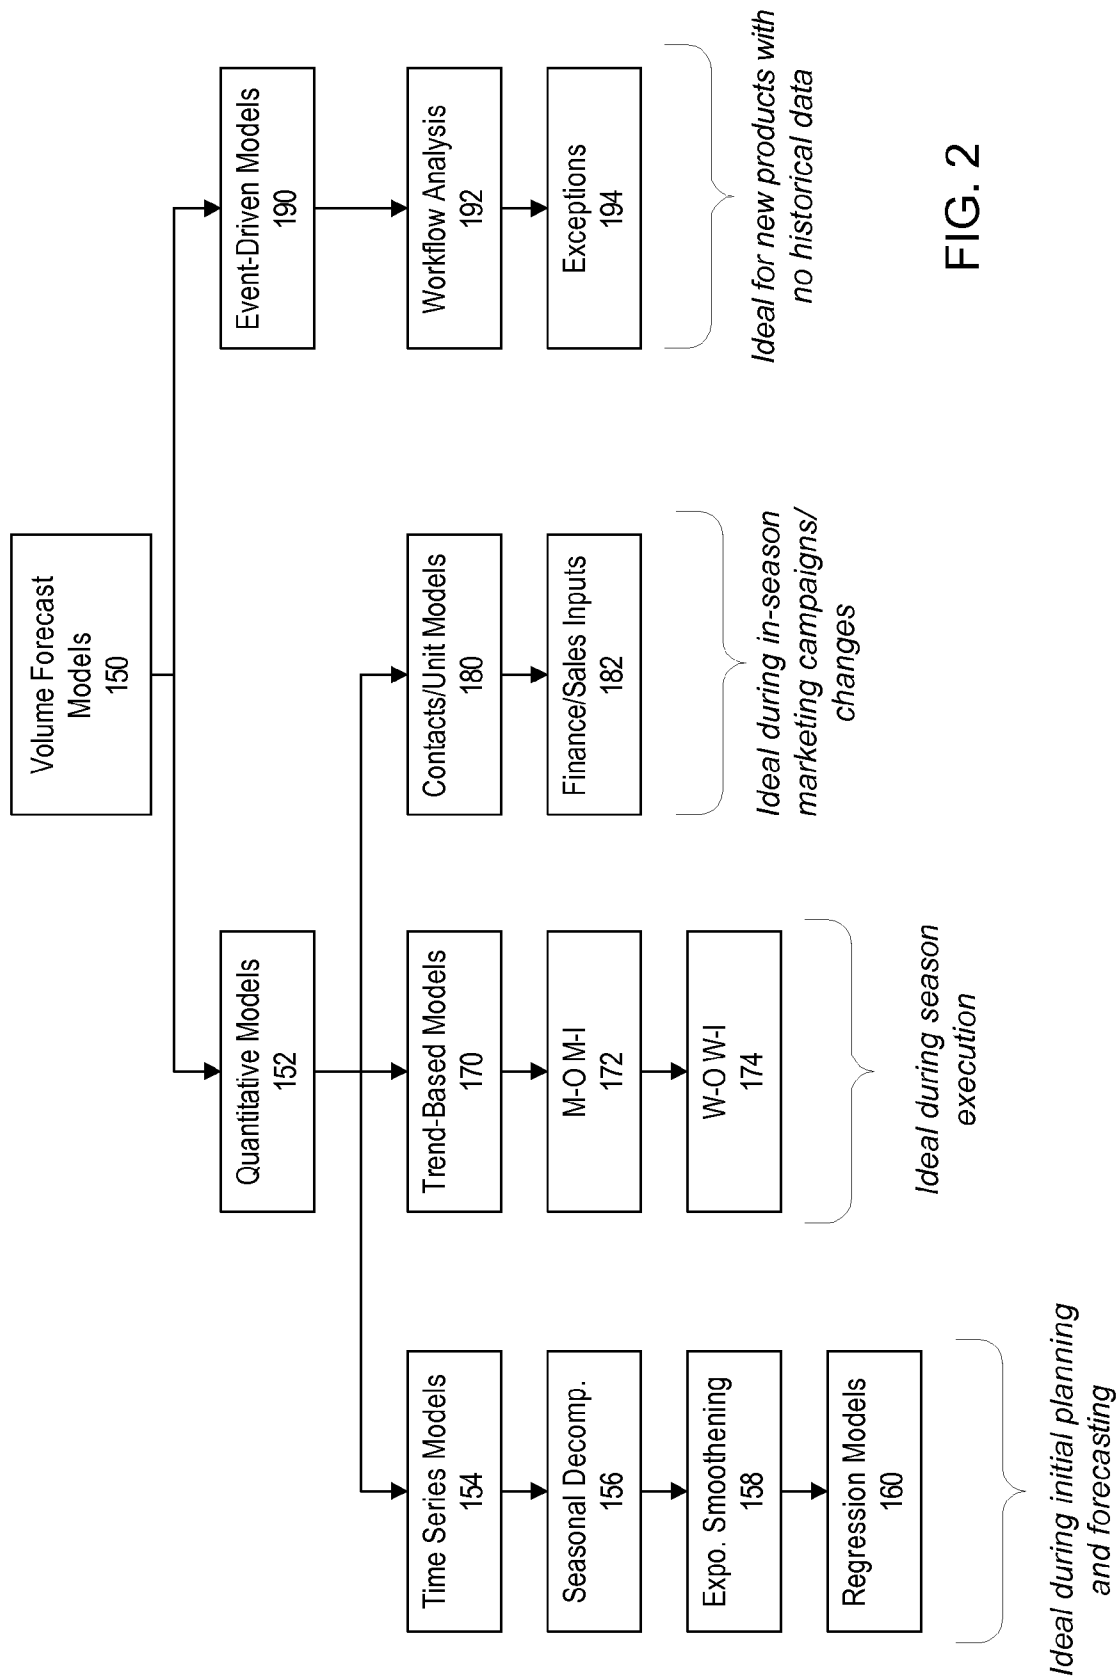 Volume Forecast
Models
150
Quantitative Models
152
Event-Driven Models
190
Time Series Models
154
Trend-Based Models
170
Contacts/Unit Models
180
Workflow Analysis
192
Seasonal Decomp.
156
M-O M-I
172
Finance/Sales Inputs
182
Exceptions
194
Expo. Smoothening
158
W-O W-I
174
Regression Models
160
Ideal during initial planning
and forecasting
Ideal during season
execution
Ideal during in-season
marketing campaigns/
changes
Ideal for new products with
no historical data
FIG. 2